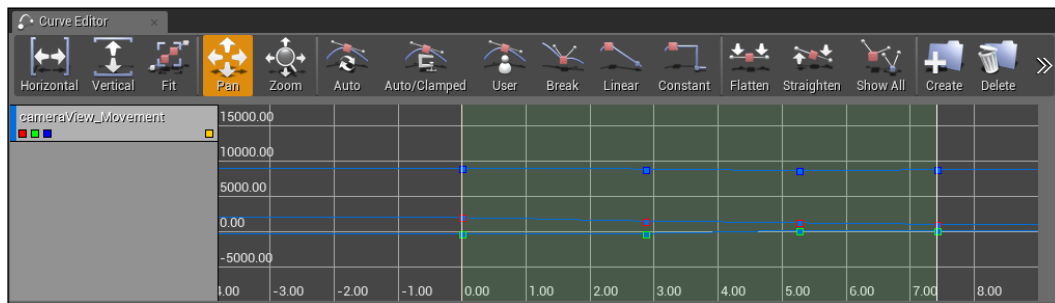 Curve Editor
Horizontal Vertical Fit Pan Zoom Auto Auto/Clamped User Break Linear Constant Flatten Straighten Show All Create Delete
cameraView_Movement
15000.00
10000.00
5000.00
0.00
-5000.00
4.00 -3.00 -2.00 -1.00 0.00 1.00 2.00 3.00 4.00 5.00 6.00 7.00 8.00